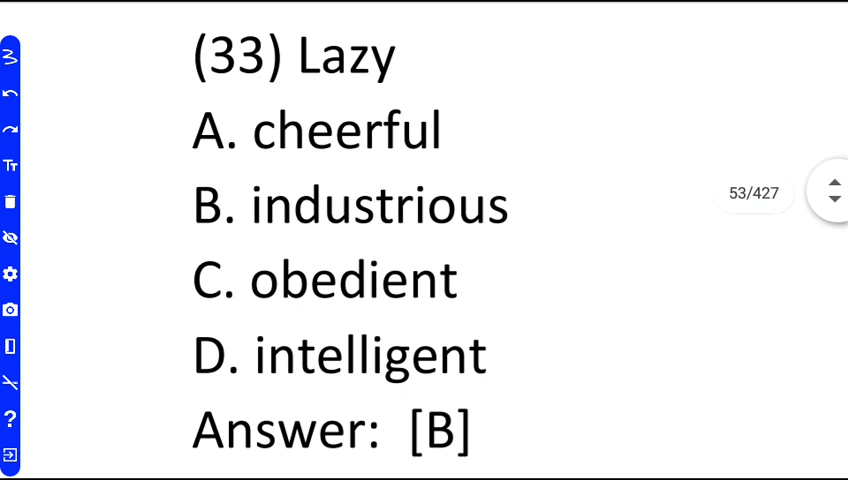 (33) Lazy
A. cheerful
B. industrious
53/427
C. obedient
D. intelligent
Answer: [B]